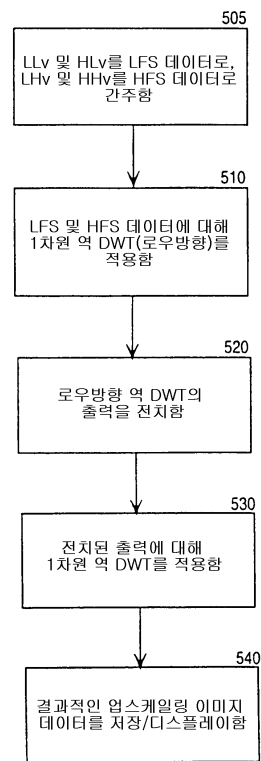 505
LLv 및 HLv를 LFS 데이터로,
LHv 및 HHv를 HFS 데이터로
간주함
510
LFS 및 HFS 데이터에 대해
1차원 역 DWT(로우방향)를
적용함
520
로우방향 역 DWT의
출력을 전치함
530
전치된 출력에 대해
1차원 역 DWT를 적용함
540
결과적인 업스케일링 이미지
데이터를 저장/디스플레이함